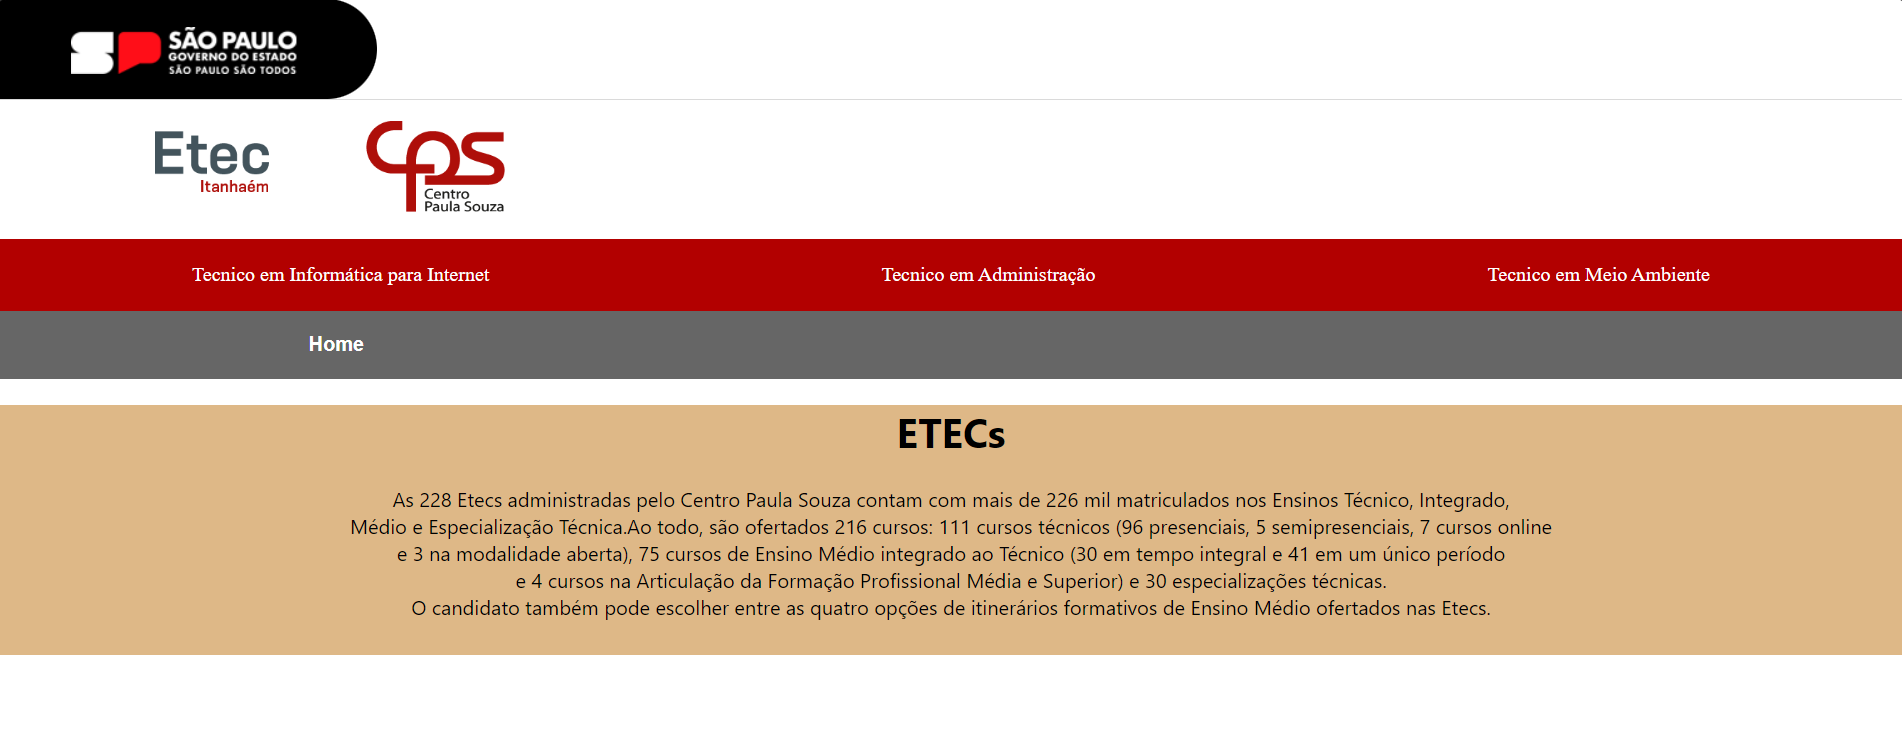 SÃO PAULO
GOVERNO DO ESTADO
SÃO PAULO SÃO TODOS
Etec
Itanhaém
cps
Centro
Paula Souza
Tecnico em Informática para Internet
Tecnico em Administração
Tecnico em Meio Ambiente
Home
ETECs
As 228 Etecs administradas pelo Centro Paula Souza contam com mais de 226 mil matriculados nos Ensinos Técnico, Integrado,
Médio e Especialização Técnica.Ao todo, são ofertados 216 cursos: 111 cursos técnicos (96 presenciais, 5 semipresenciais, 7 cursos online
e 3 na modalidade aberta), 75 cursos de Ensino Médio integrado ao Técnico (30 em tempo integral e 41 em um único período
e 4 cursos na Articulação da Formação Profissional Média e Superior) e 30 especializações técnicas.
O candidato também pode escolher entre as quatro opções de itinerários formativos de Ensino Médio ofertados nas Etecs.